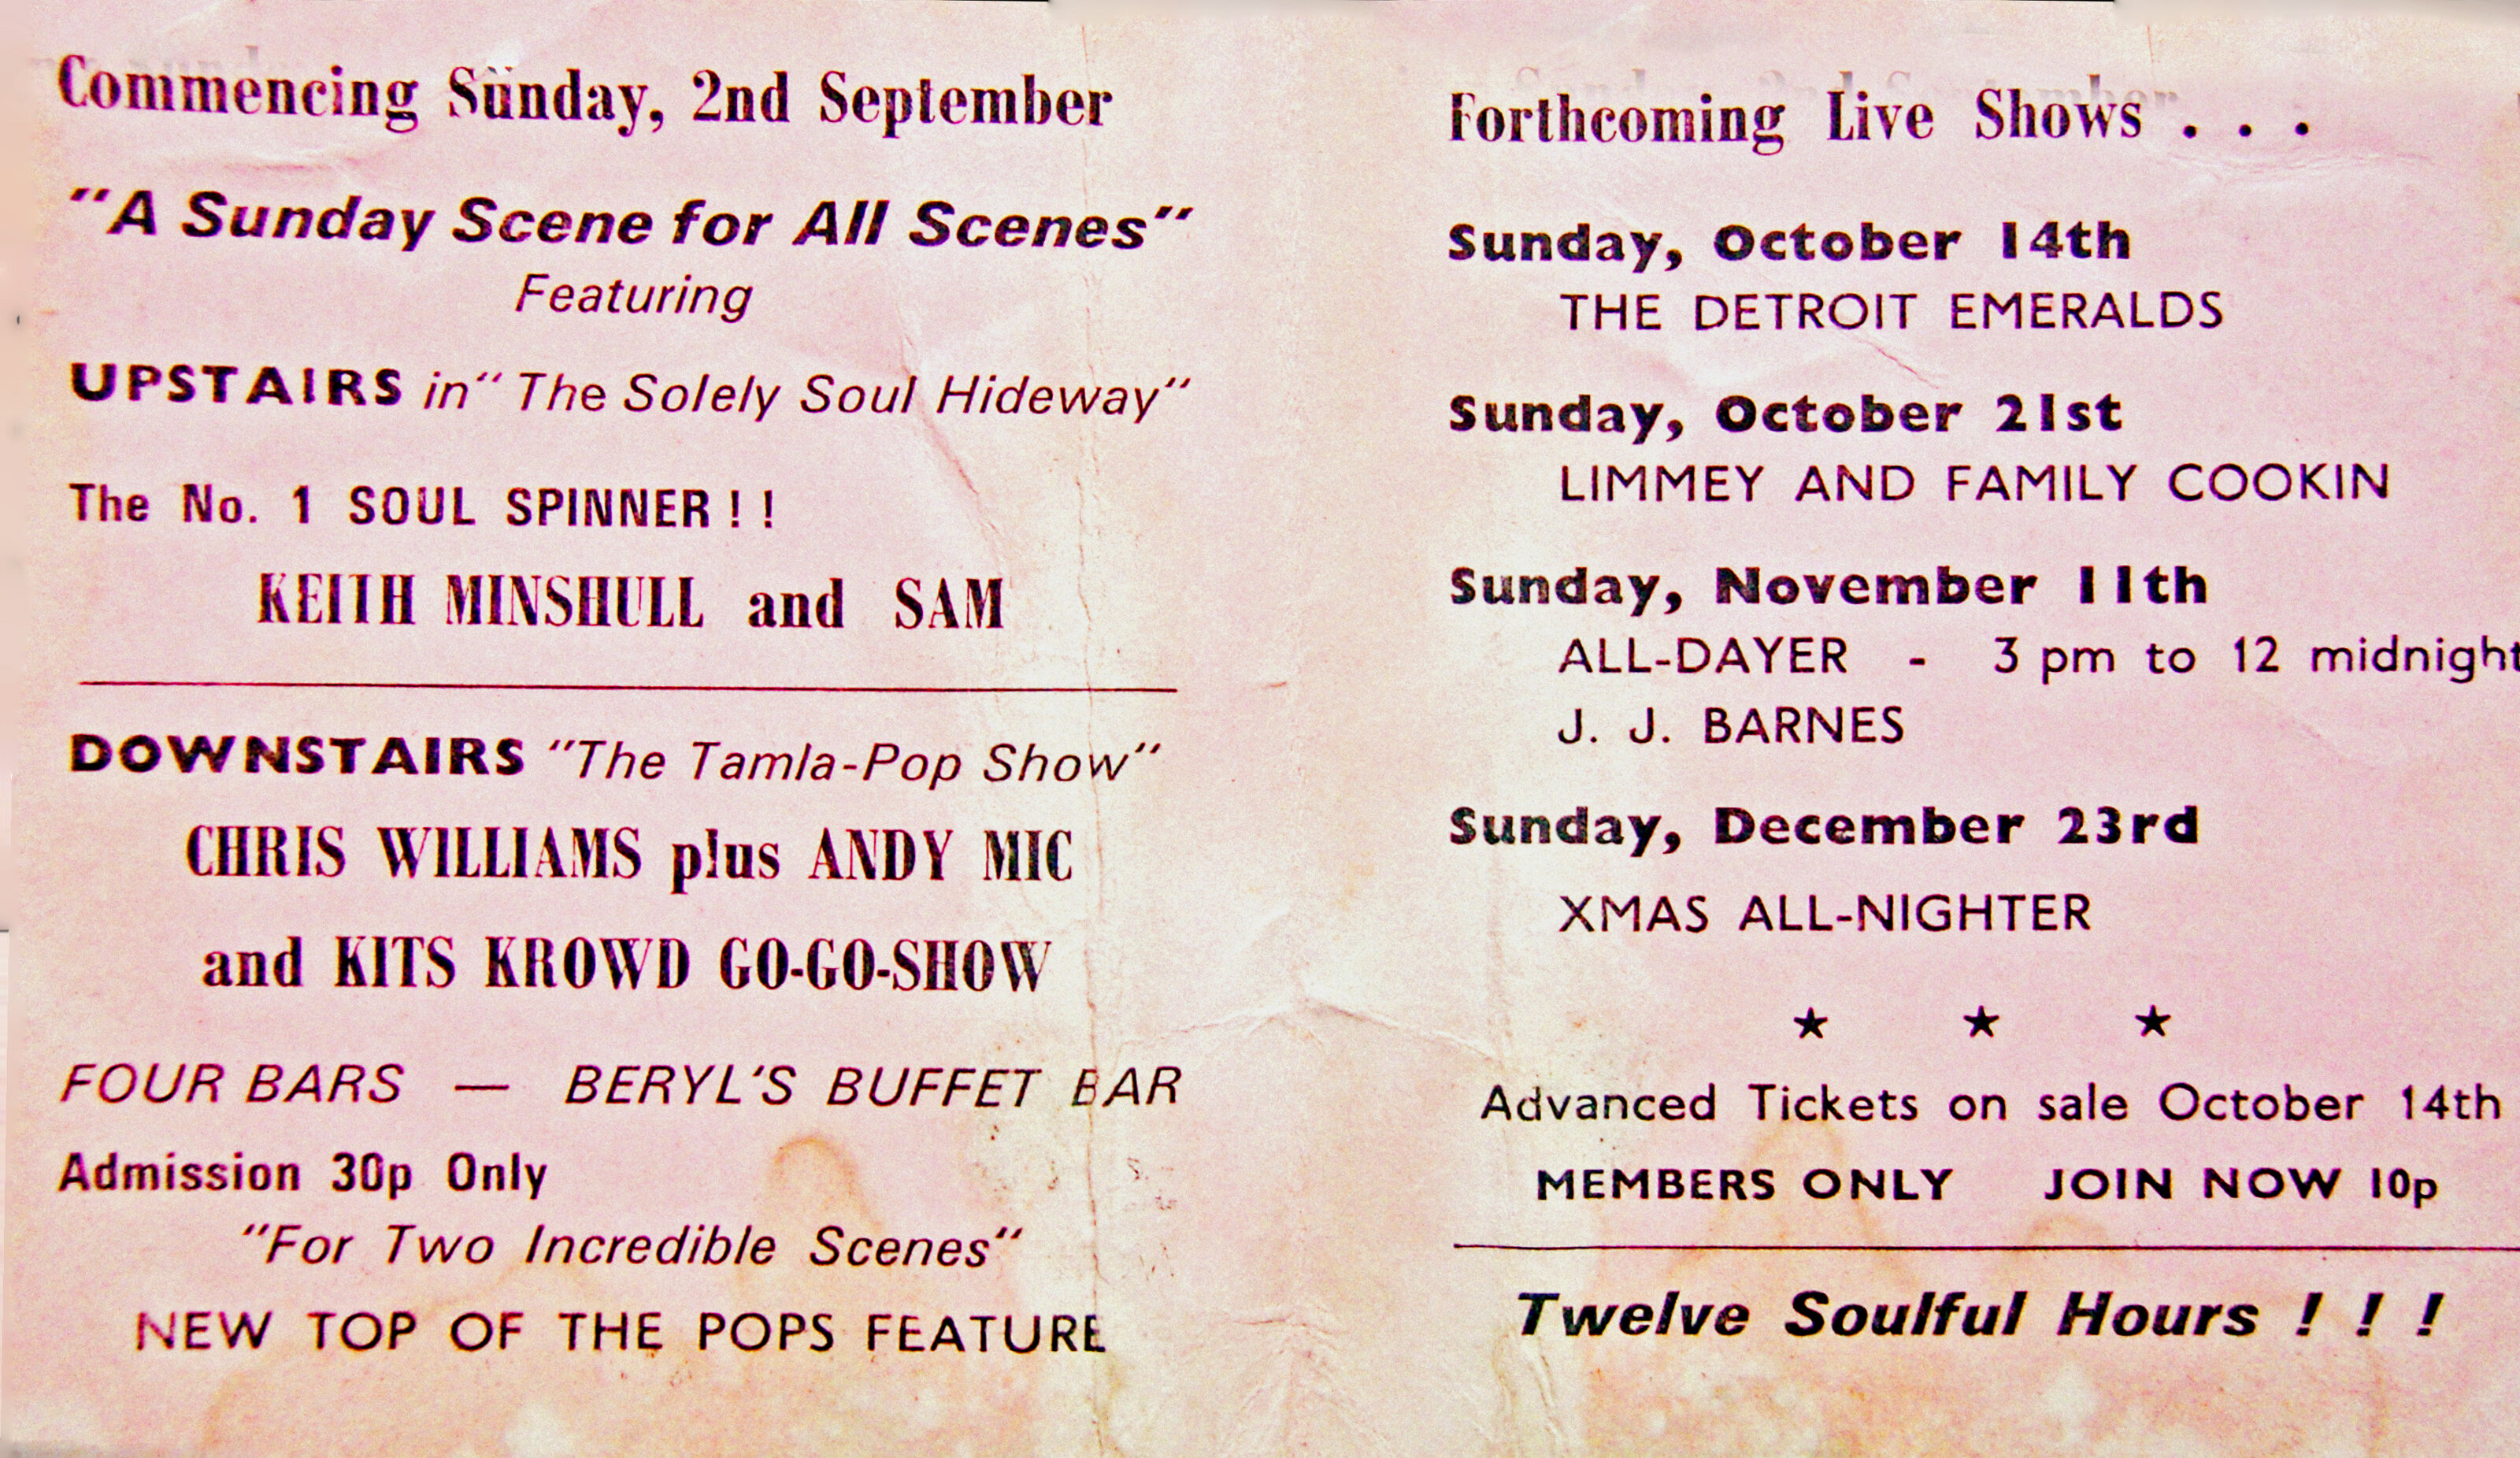 Commencing Sunday, 2nd September
"A Sunday Scene for All Scenes"
Featuring
UPSTAIRS in "The Solely Soul Hideway"
The No. 1 SOUL SPINNER ! !
KEITH MINSHULL and SAM
DOWNSTAIRS "The Tamla-Pop Show"
CHRIS WILLIAMS plus ANDY MIC
and KITS KROWD GO-GO-SHOW
FOUR BARS — BERYL'S BUFFET BAR
Admission 30p Only
"For Two Incredible Scenes"
NEW TOP OF THE POPS FEATURE
Forthcoming Live Shows . . .
Sunday, October 14th
THE DETROIT EMERALDS
Sunday, October 21st
LIMMEY AND FAMILY COOKIN
Sunday, November 11th
ALL-DAYER - 3 pm to 12 midnight
J. J. BARNES
Sunday, December 23rd
XMAS ALL-NIGHTER
★ ★ ★
Advanced Tickets on sale October 14th
MEMBERS ONLY JOIN NOW 10p
Twelve Soulful Hours ! ! !